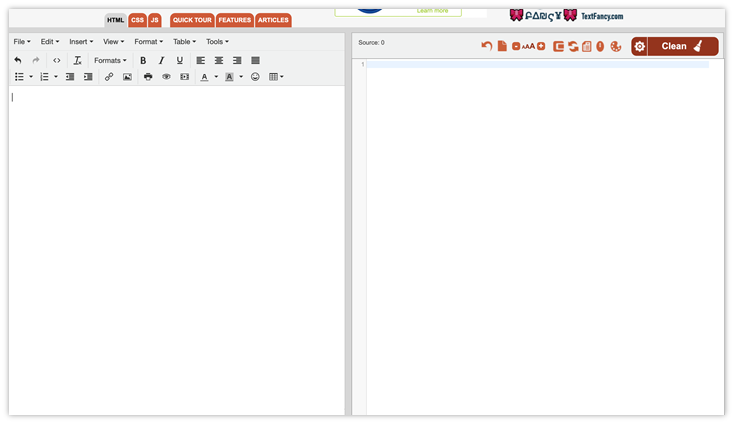 Learn more
TextFancy.com
HTML CSS JS QUICK TOUR FEATURES ARTICLES
File Edit Insert View Format Table Tools
Source: 0
AAA
Clean
Formats B I U
A A
1